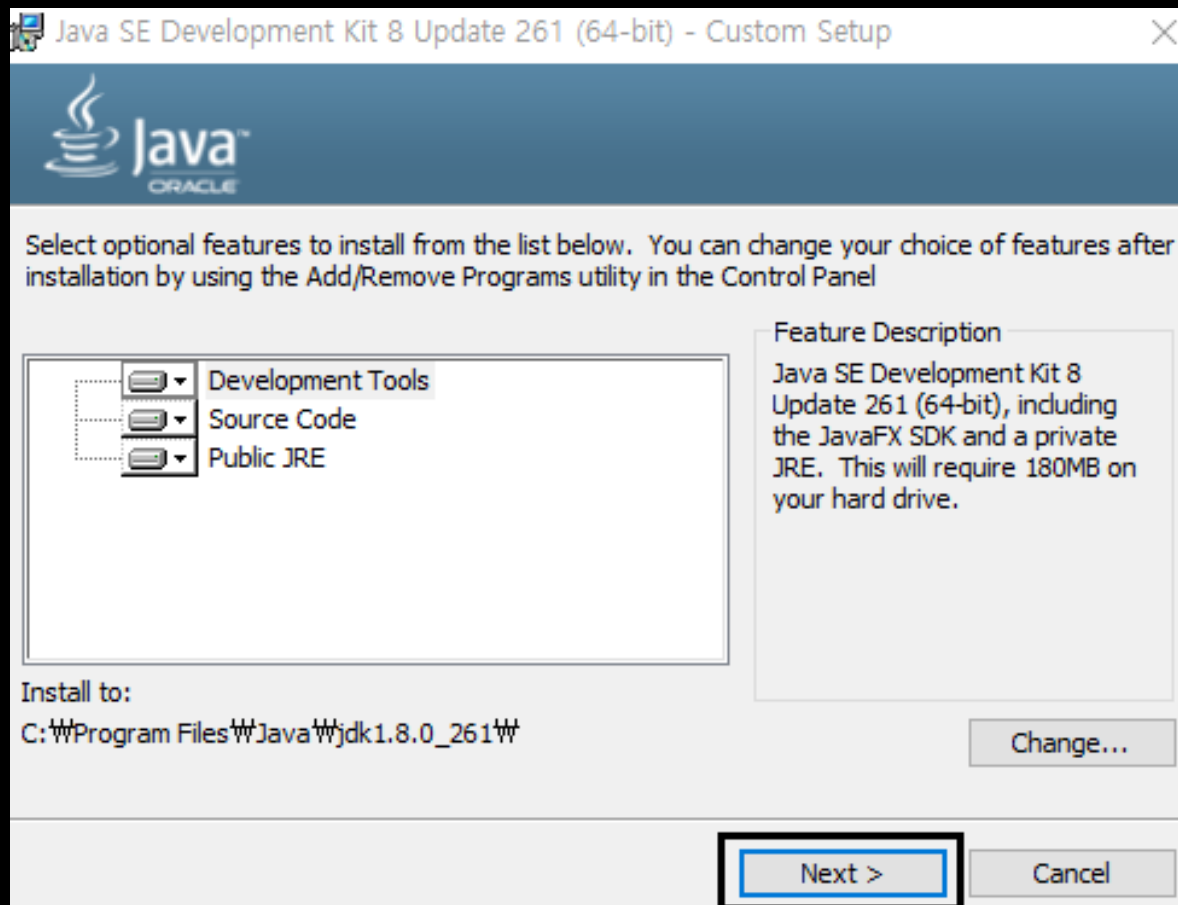 Java SE Development Kit 8 Update 261 (64-bit) - Custom Setup
Java™
ORACLE
Select optional features to install from the list below.  You can change your choice of features after
installation by using the Add/Remove Programs utility in the Control Panel
Development Tools
Source Code
Public JRE
Feature Description
Java SE Development Kit 8
Update 261 (64-bit), including
the JavaFX SDK and a private
JRE.  This will require 180MB on
your hard drive.
Install to:
C:₩Program Files₩Java₩jdk1.8.0_261₩
Change...
Next >
Cancel